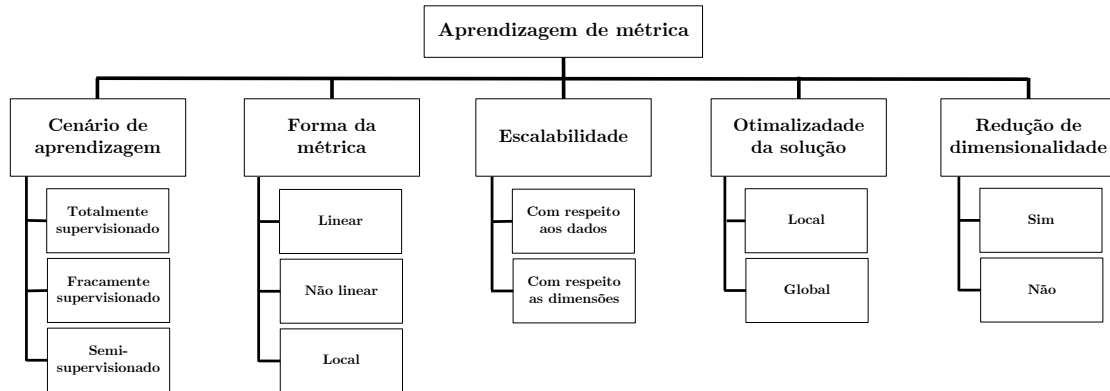 Aprendizagem de métrica
Cenário de
aprendizagem
Forma da
métrica
Escalabilidade
Otimalizadade
da solução
Redução de
dimensionalidade
Totalmente
supervisionado
Linear
Com respeito
aos dados
Local
Sim
Fracamente
supervisionado
Não linear
Com respeito
as dimensões
Global
Não
Semi-
supervisionado
Local